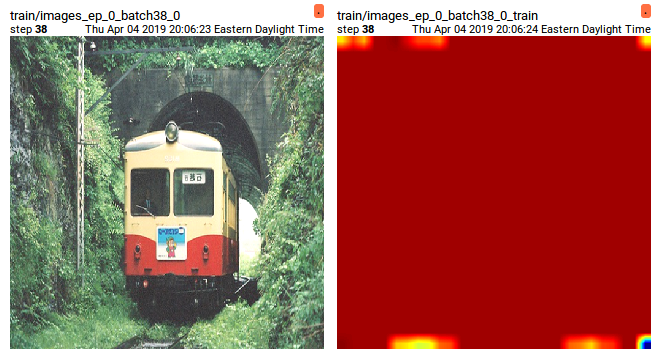 train/images_ep_0_batch38_0
step 38 Thu Apr 04 2019 20:06:23 Eastern Daylight Time
train/images_ep_0_batch38_0_train
step 38 Thu Apr 04 2019 20:06:24 Eastern Daylight Time